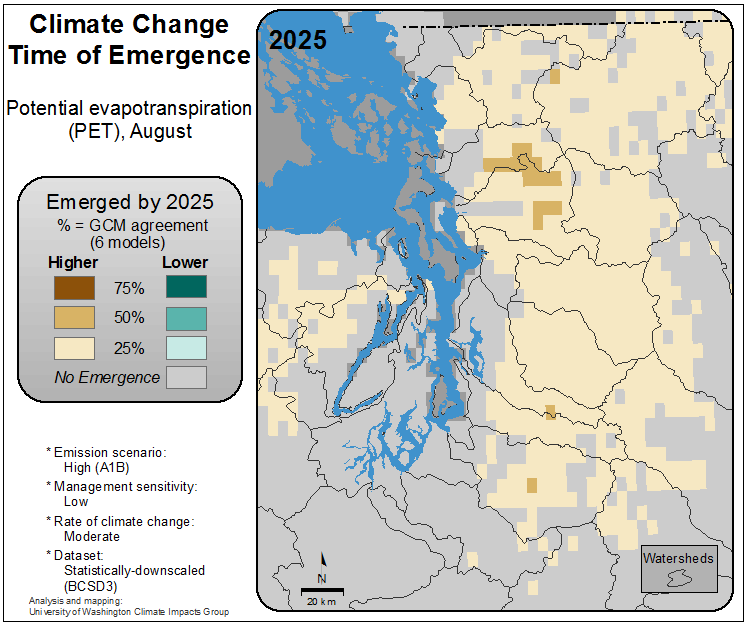 Climate Change
Time of Emergence
Potential evapotranspiration
(PET), August
Emerged by 2025
% = GCM agreement
(6 models)
Higher Lower
75%
50%
25%
No Emergence
* Emission scenario:
High (A1B)
* Management sensitivity:
Low
* Rate of climate change:
Moderate
* Dataset:
Statistically-downscaled
(BCSD3)
Analysis and mapping:
University of Washington Climate Impacts Group
2025
N
20 km
Watersheds